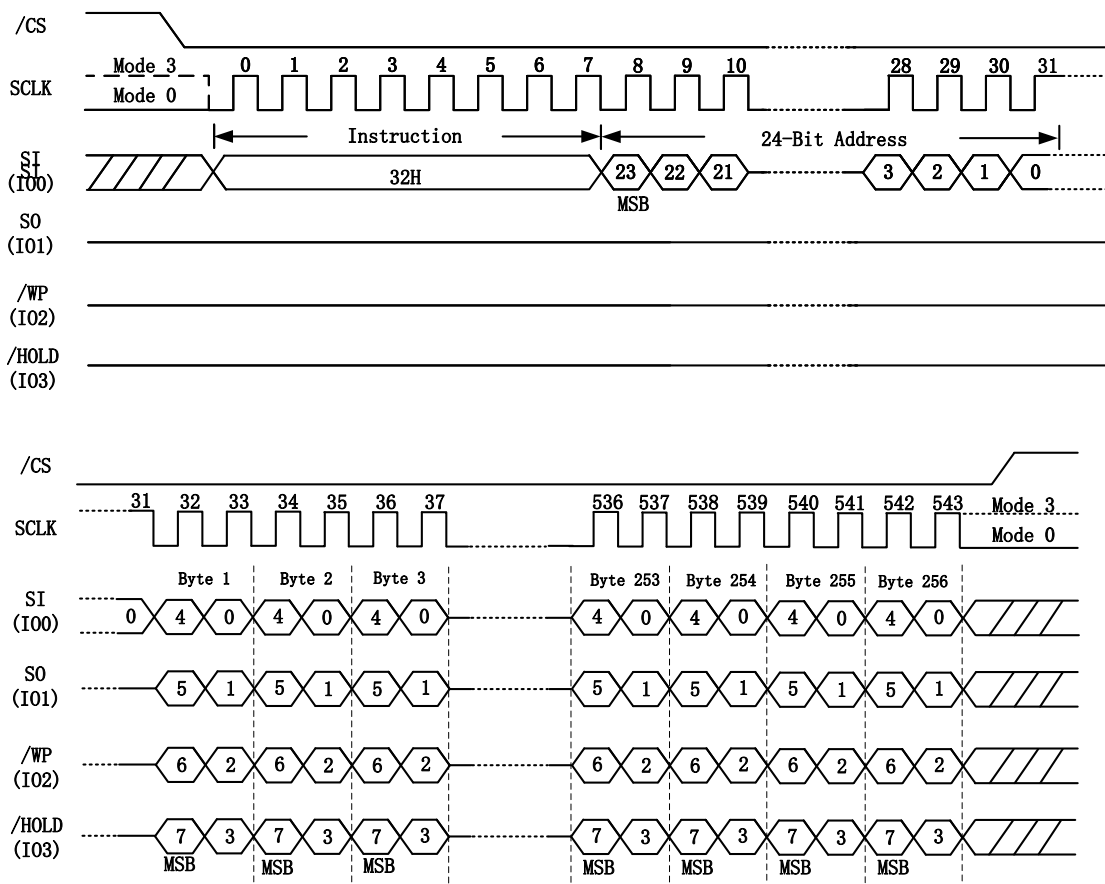 /CS
Mode 3 0 1 2 3 4 5 6 7 8 9 10 28 29 30 31
SCLK
Mode 0
Instruction 24-Bit Address
SI
SI
(IO0)
32H 23 22 21 3 2 1 0
MSB
SO
(IO1)
/WP
(IO2)
/HOLD
(IO3)
/CS
31 32 33 34 35 36 37 536 537 538 539 540 541 542 543 Mode 3
SCLK
Mode 0
Byte 1 Byte 2 Byte 3 Byte 253 Byte 254 Byte 255 Byte 256
SI
(IO0)
0 4 0 4 0 4 0 4 0 4 0 4 0 4 0
SO
(IO1)
5 1 5 1 5 1 5 1 5 1 5 1 5 1
/WP
(IO2)
6 2 6 2 6 2 6 2 6 2 6 2 6 2
/HOLD
(IO3)
7 3 7 3 7 3 7 3 7 3 7 3 7 3
MSB MSB MSB MSB MSB MSB MSB